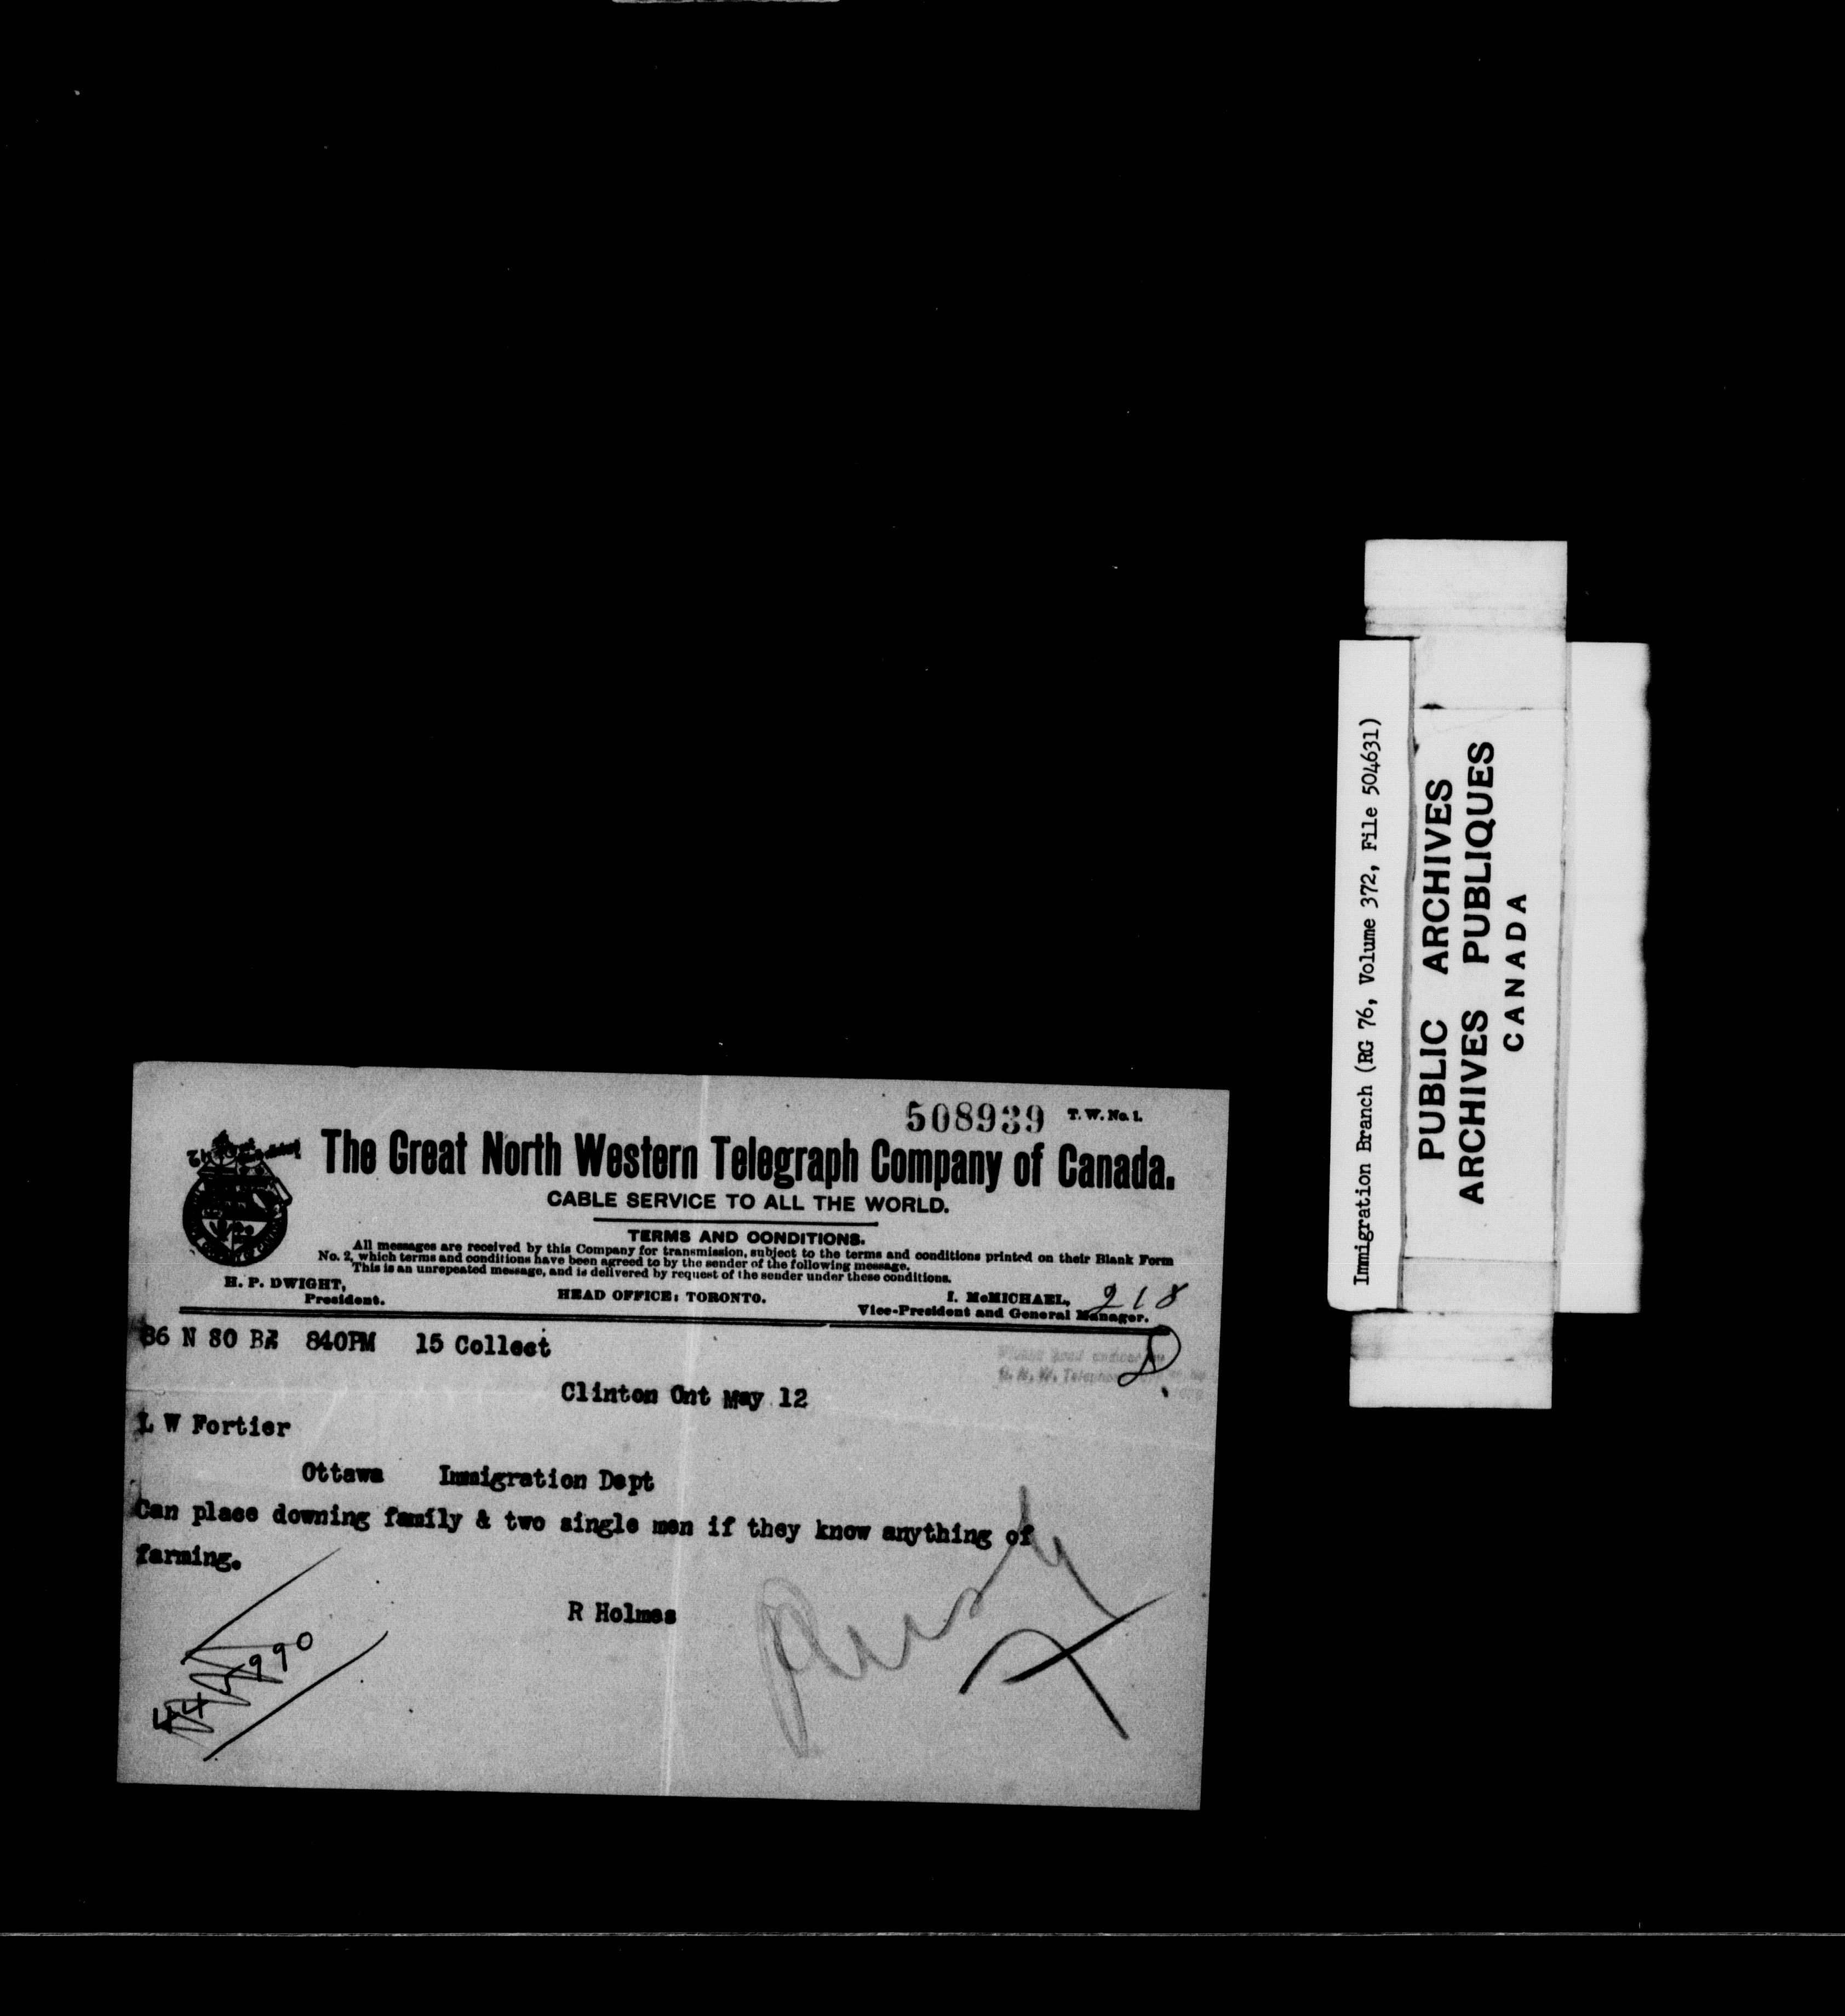 508939 T. W. No. 1.
The Great North Western Telegraph Company of Canada.
CABLE SERVICE TO ALL THE WORLD.
TERMS AND CONDITIONS.
All messages are received by this Company for transmission, subject to the terms and conditions printed on their Blank Form
No. 2, which terms and conditions have been agreed to by the sender of the following message.
This is an unrepeated message, and is delivered by request of the sender under these conditions.
H. P. DWIGHT,
President.
HEAD OFFICE: TORONTO.
I. McMICHAEL,
Vice-President and General Manager.
218
86 N 80 BR 840PM 15 Collect
Clinton Ont May 12
L W Fortier
Ottawa Immigration Dept
Can place downing family & two single men if they know anything of
farming.
R Holmes
Immigration Branch (RG 76, Volume 372, File 504631)
PUBLIC ARCHIVES
ARCHIVES PUBLIQUES
CANADA